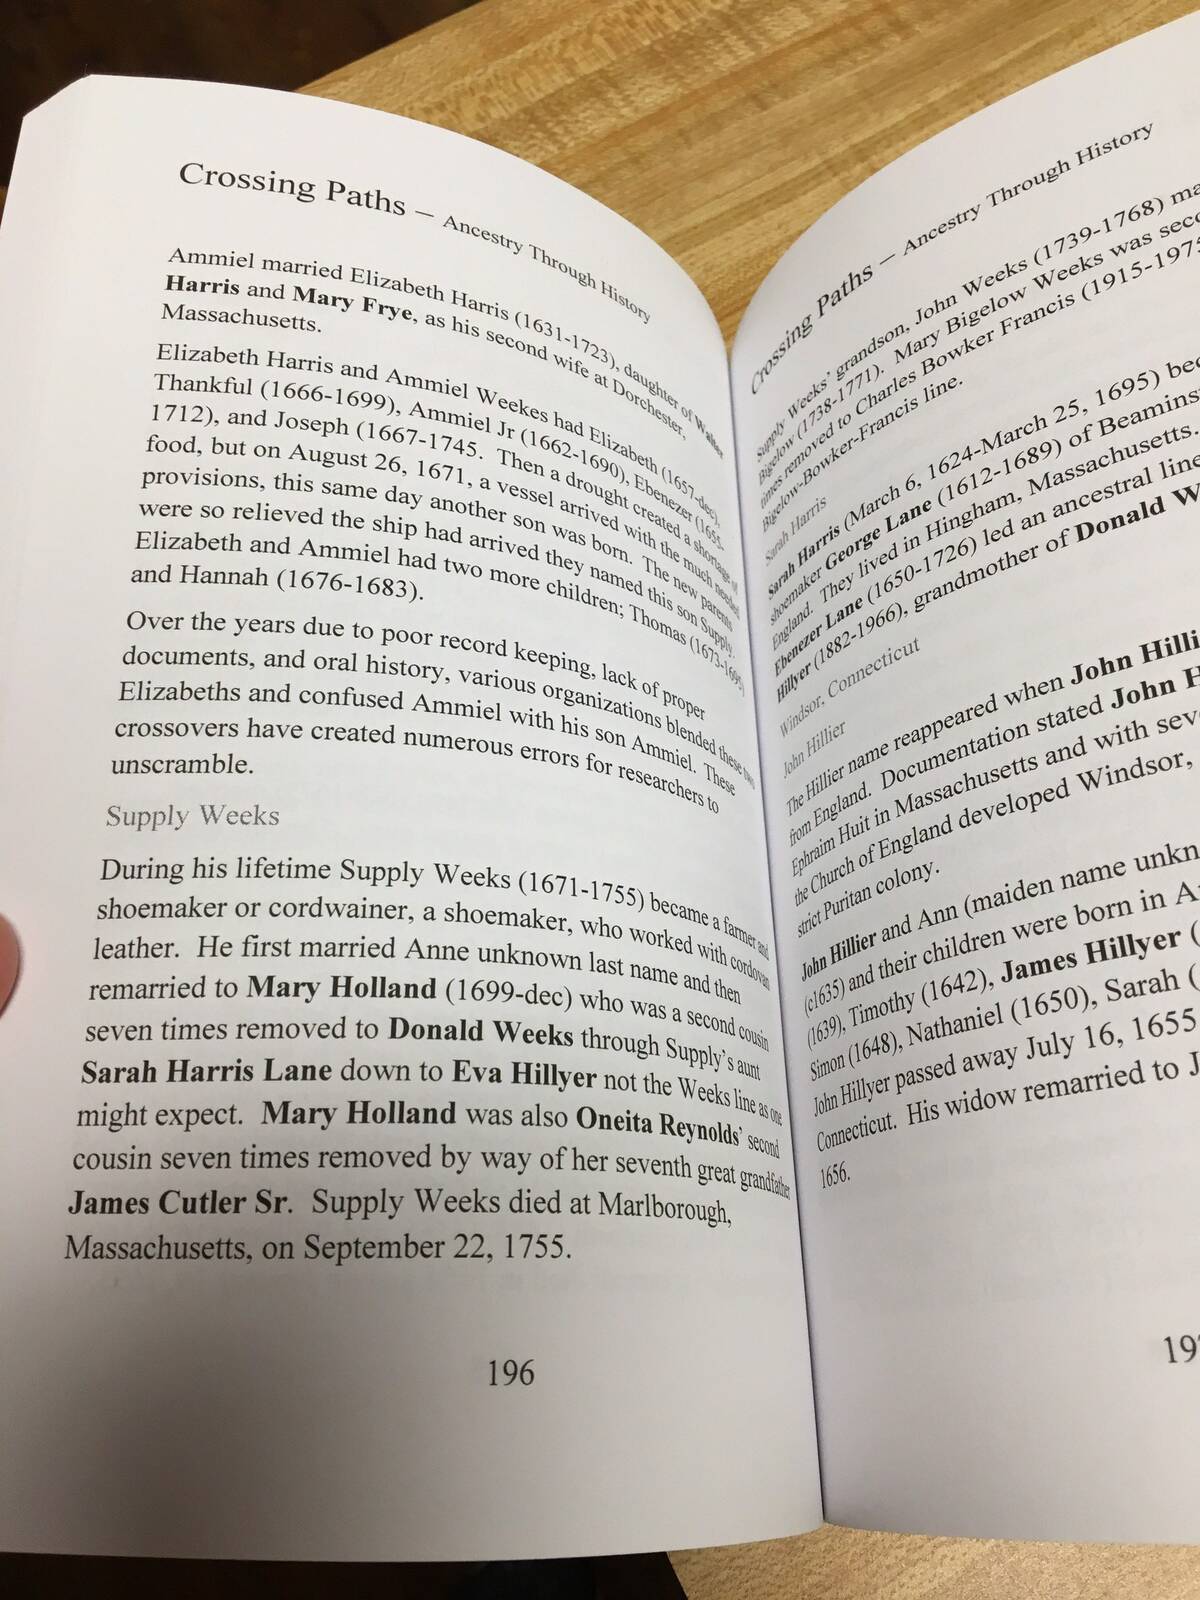 Crossing Paths – Ancestry Through History
Ammiel married Elizabeth Harris (1631-1723), daughter of Walter
Harris and Mary Frye, as his second wife at Dorchester,
Massachusetts.
Elizabeth Harris and Ammiel Weekes had Elizabeth (1657-dec),
Thankful (1666-1699), Ammiel Jr (1662-1690), Ebenezer (1655-
1712), and Joseph (1667-1745. Then a drought created a shortage of
food, but on August 26, 1671, a vessel arrived with the much needed
provisions, this same day another son was born. The new parents
were so relieved the ship had arrived they named this son Supply.
Elizabeth and Ammiel had two more children; Thomas (1673-1695)
and Hannah (1676-1683).
Over the years due to poor record keeping, lack of proper
documents, and oral history, various organizations blended these two
Elizabeths and confused Ammiel with his son Ammiel. These
crossovers have created numerous errors for researchers to
unscramble.
Supply Weeks
During his lifetime Supply Weeks (1671-1755) became a farmer and
shoemaker or cordwainer, a shoemaker, who worked with cordovan
leather. He first married Anne unknown last name and then
remarried to Mary Holland (1699-dec) who was a second cousin
seven times removed to Donald Weeks through Supply's aunt
Sarah Harris Lane down to Eva Hillyer not the Weeks line as one
might expect. Mary Holland was also Oneita Reynolds' second
cousin seven times removed by way of her seventh great grandfather
James Cutler Sr. Supply Weeks died at Marlborough,
Massachusetts, on September 22, 1755.
196
Crossing Paths – Ancestry Through History
Supply Weeks' grandson, John Weeks (1739-1768) ma
Bigelow (1738-1771). Mary Bigelow Weeks was seco
times removed to Charles Bowker Francis (1915-1975
Bigelow-Bowker-Francis line.
Sarah Harris
Sarah Harris (March 6, 1624-March 25, 1695) bec
shoemaker George Lane (1612-1689) of Beamins
England. They lived in Hingham, Massachusetts.
Ebenezer Lane (1650-1726) led an ancestral line
Hillyer (1882-1966), grandmother of Donald W
Windsor, Connecticut
John Hillier
The Hillier name reappeared when John Hilli
from England. Documentation stated John H
Ephraim Huit in Massachusetts and with sev
the Church of England developed Windsor,
strict Puritan colony.
John Hillier and Ann (maiden name unkn
(c1635) and their children were born in A
(1639), Timothy (1642), James Hillyer (
Simon (1648), Nathaniel (1650), Sarah (
John Hillyer passed away July 16, 1655
Connecticut. His widow remarried to J
1656.
19